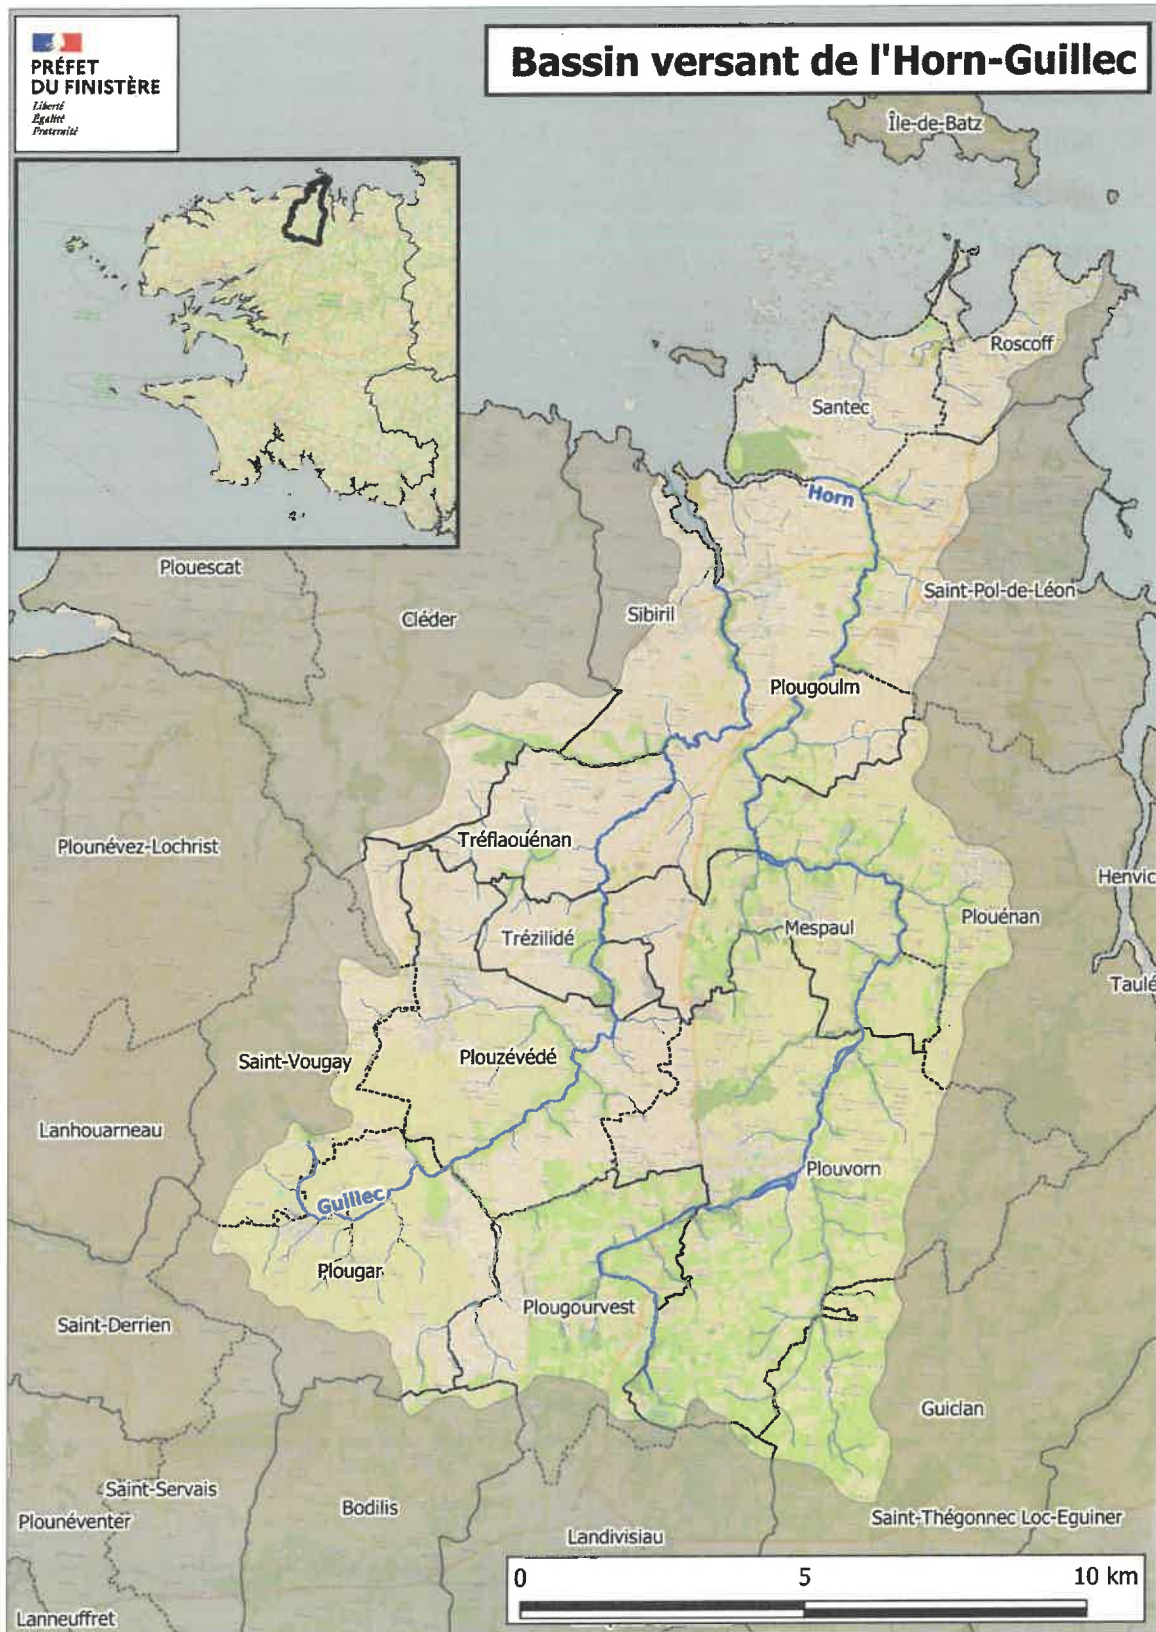 PRÉFET
DU FINISTÈRE
Liberté
Égalité
Fraternité
Bassin versant de l'Horn-Guillec
Île-de-Batz
Roscoff
Santec
Horn
Plouescat
Cléder
Sibiril
Saint-Pol-de-Léon
Plougoulm
Plounévez-Lochrist
Tréflaouénan
Henvic
Trézilidé
Mespaul
Plouénan
Taulé
Saint-Vougay
Plouzévédé
Lanhouarneau
Plouvorn
Guillec
Plougar
Plougourvest
Saint-Derrien
Guiclan
Saint-Servais
Bodilis
Plounéventer
Landivisiau
Saint-Thégonnec Loc-Eguiner
0 5 10 km
Lanneuffret